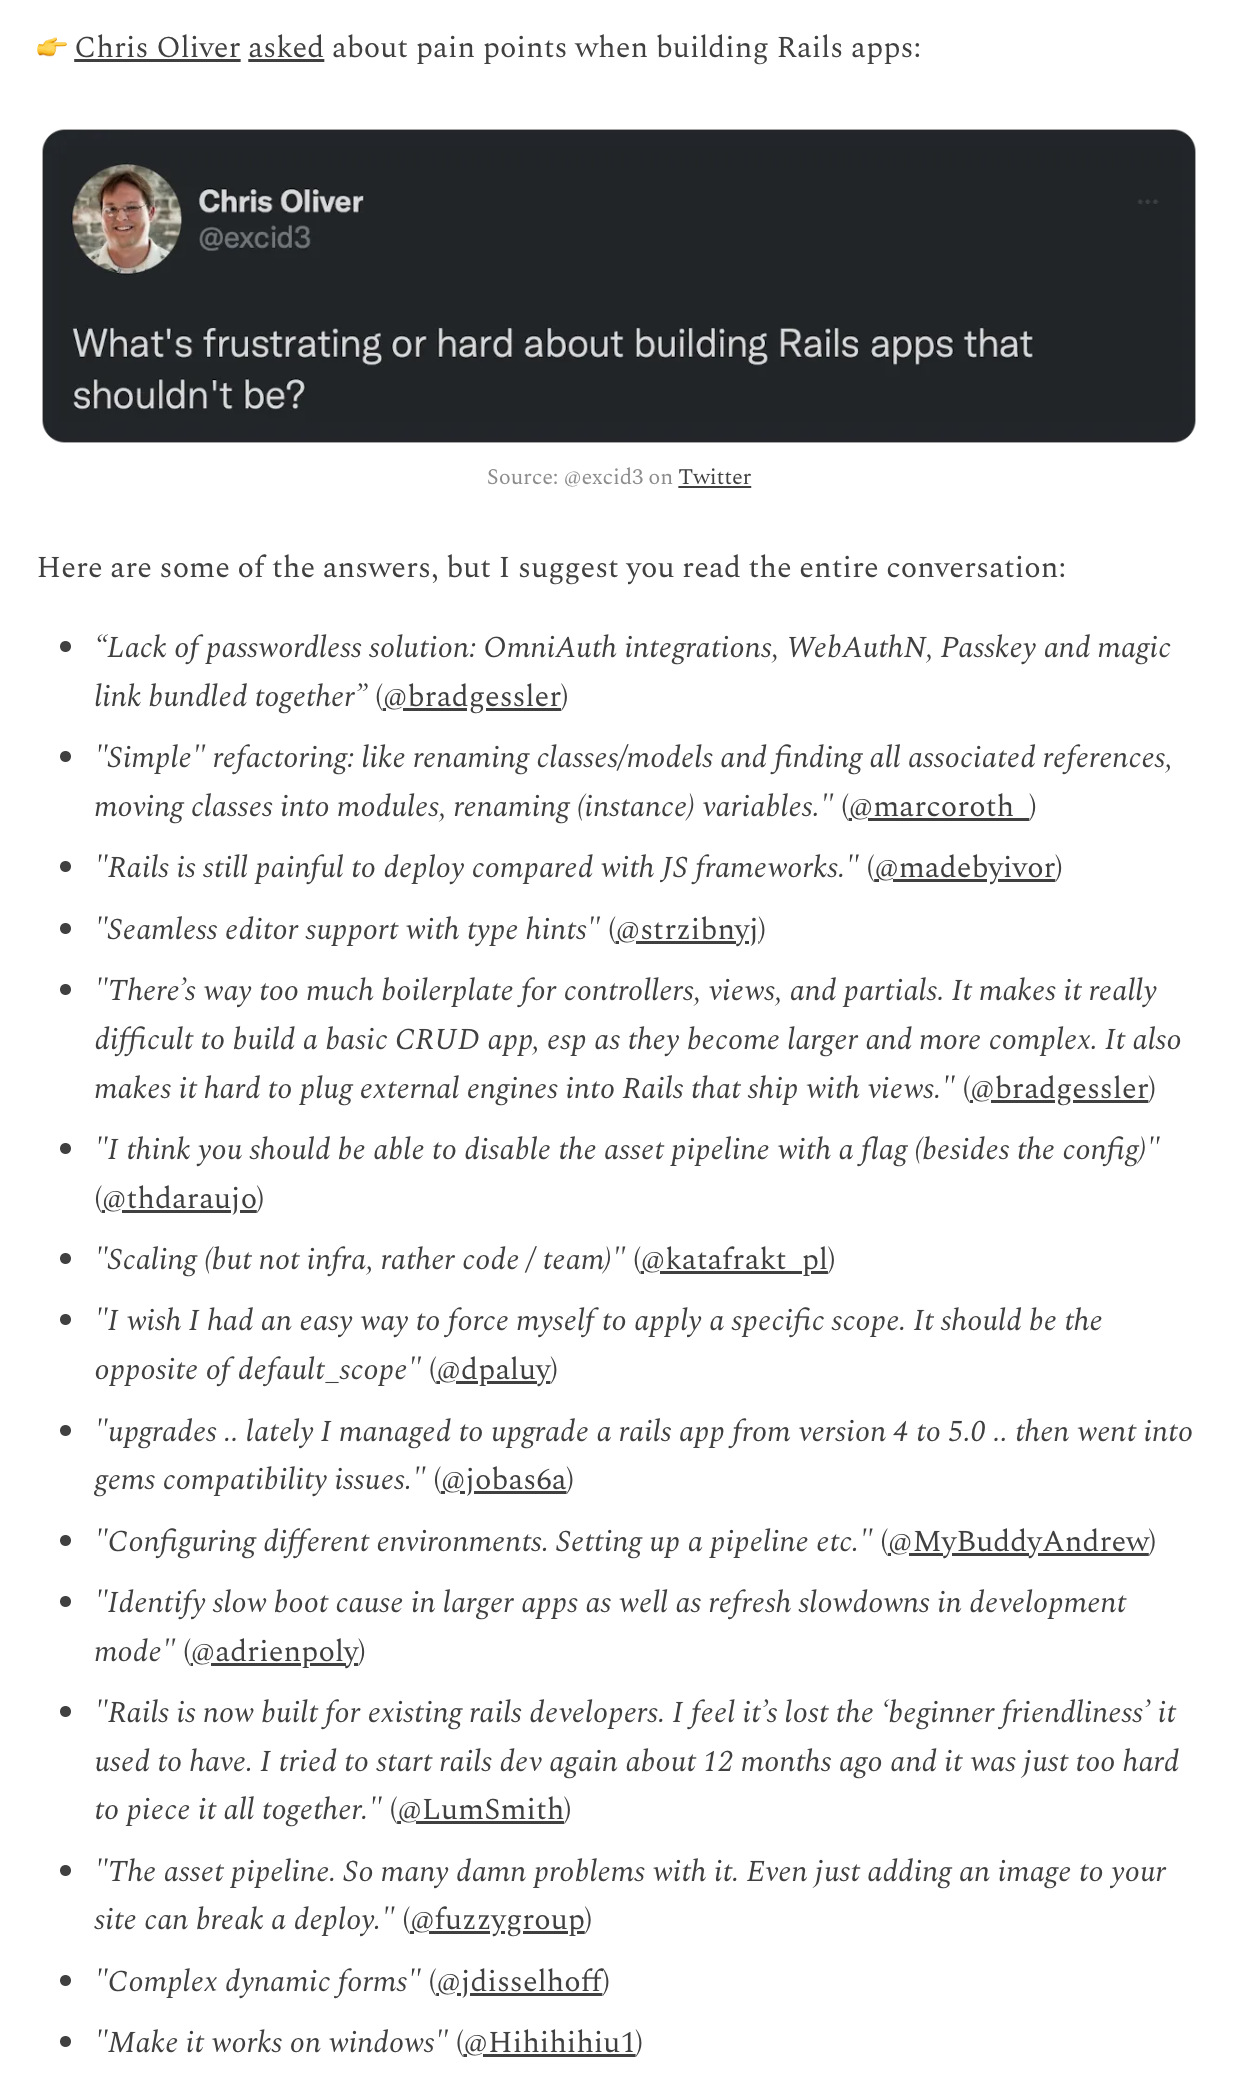 👉 Chris Oliver asked about pain points when building Rails apps:
Chris Oliver
@excid3
What's frustrating or hard about building Rails apps that
shouldn't be?
Source: @excid3 on Twitter
Here are some of the answers, but I suggest you read the entire conversation:
• “Lack of passwordless solution: OmniAuth integrations, WebAuthN, Passkey and magic
link bundled together” (@bradgessler)
• "Simple" refactoring: like renaming classes/models and finding all associated references,
moving classes into modules, renaming (instance) variables." (@marcoroth_)
• "Rails is still painful to deploy compared with JS frameworks." (@madebyivor)
• "Seamless editor support with type hints" (@strzibnyj)
• "There’s way too much boilerplate for controllers, views, and partials. It makes it really
difficult to build a basic CRUD app, esp as they become larger and more complex. It also
makes it hard to plug external engines into Rails that ship with views." (@bradgessler)
• "I think you should be able to disable the asset pipeline with a flag (besides the config)"
(@thdaraujo)
• "Scaling (but not infra, rather code / team)" (@katafrakt_pl)
• "I wish I had an easy way to force myself to apply a specific scope. It should be the
opposite of default_scope" (@dpaluy)
• "upgrades .. lately I managed to upgrade a rails app from version 4 to 5.0 .. then went into
gems compatibility issues." (@jobas6a)
• "Configuring different environments. Setting up a pipeline etc." (@MyBuddyAndrew)
• "Identify slow boot cause in larger apps as well as refresh slowdowns in development
mode" (@adrienpoly)
• "Rails is now built for existing rails developers. I feel it’s lost the ‘beginner friendliness’ it
used to have. I tried to start rails dev again about 12 months ago and it was just too hard
to piece it all together." (@LumSmith)
• "The asset pipeline. So many damn problems with it. Even just adding an image to your
site can break a deploy." (@fuzzygroup)
• "Complex dynamic forms" (@jdisselhoff)
• "Make it works on windows" (@Hihihihiu1)